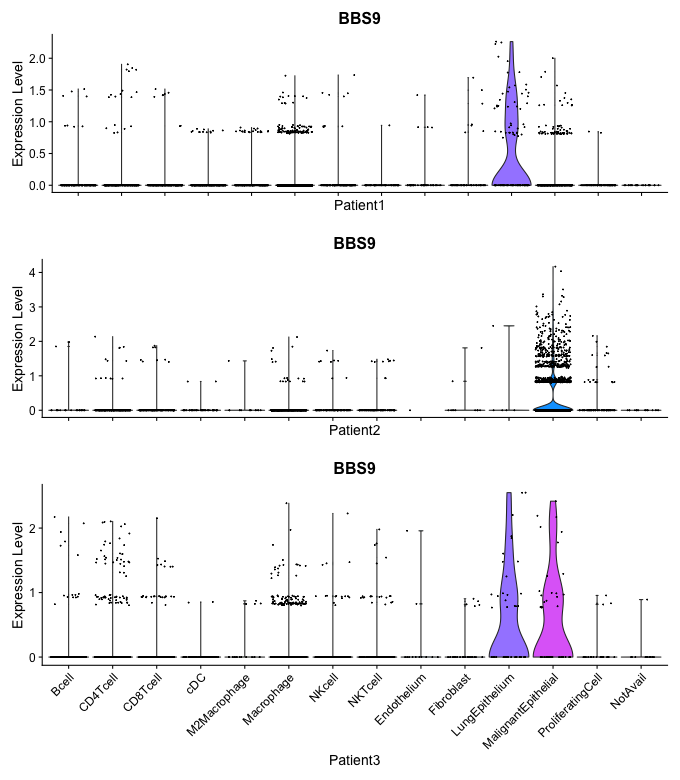 BBS9
Expression Level
2.0
1.5
1.0
0.5
0.0
Patient1
BBS9
Expression Level
4
3
2
1
0
Patient2
BBS9
Expression Level
2
1
0
Bcell
CD4Tcell
CD8Tcell
cDC
M2Macrophage
Macrophage
NKcell
NKTcell
Endothelium
Fibroblast
LungEpithelium
MalignantEpithelial
ProliferatingCell
NotAvail
Patient3